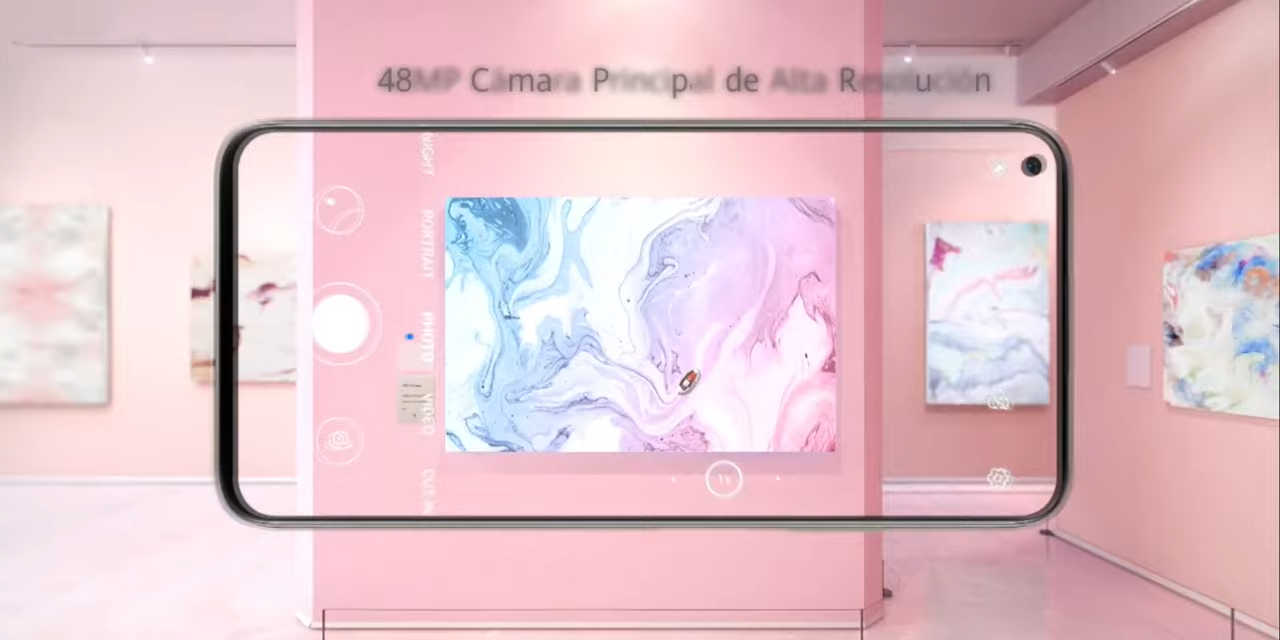 48MP Cámara Principal de Alta Resolución
NIGHT
PORTRAIT
PHOTO
VIDEO